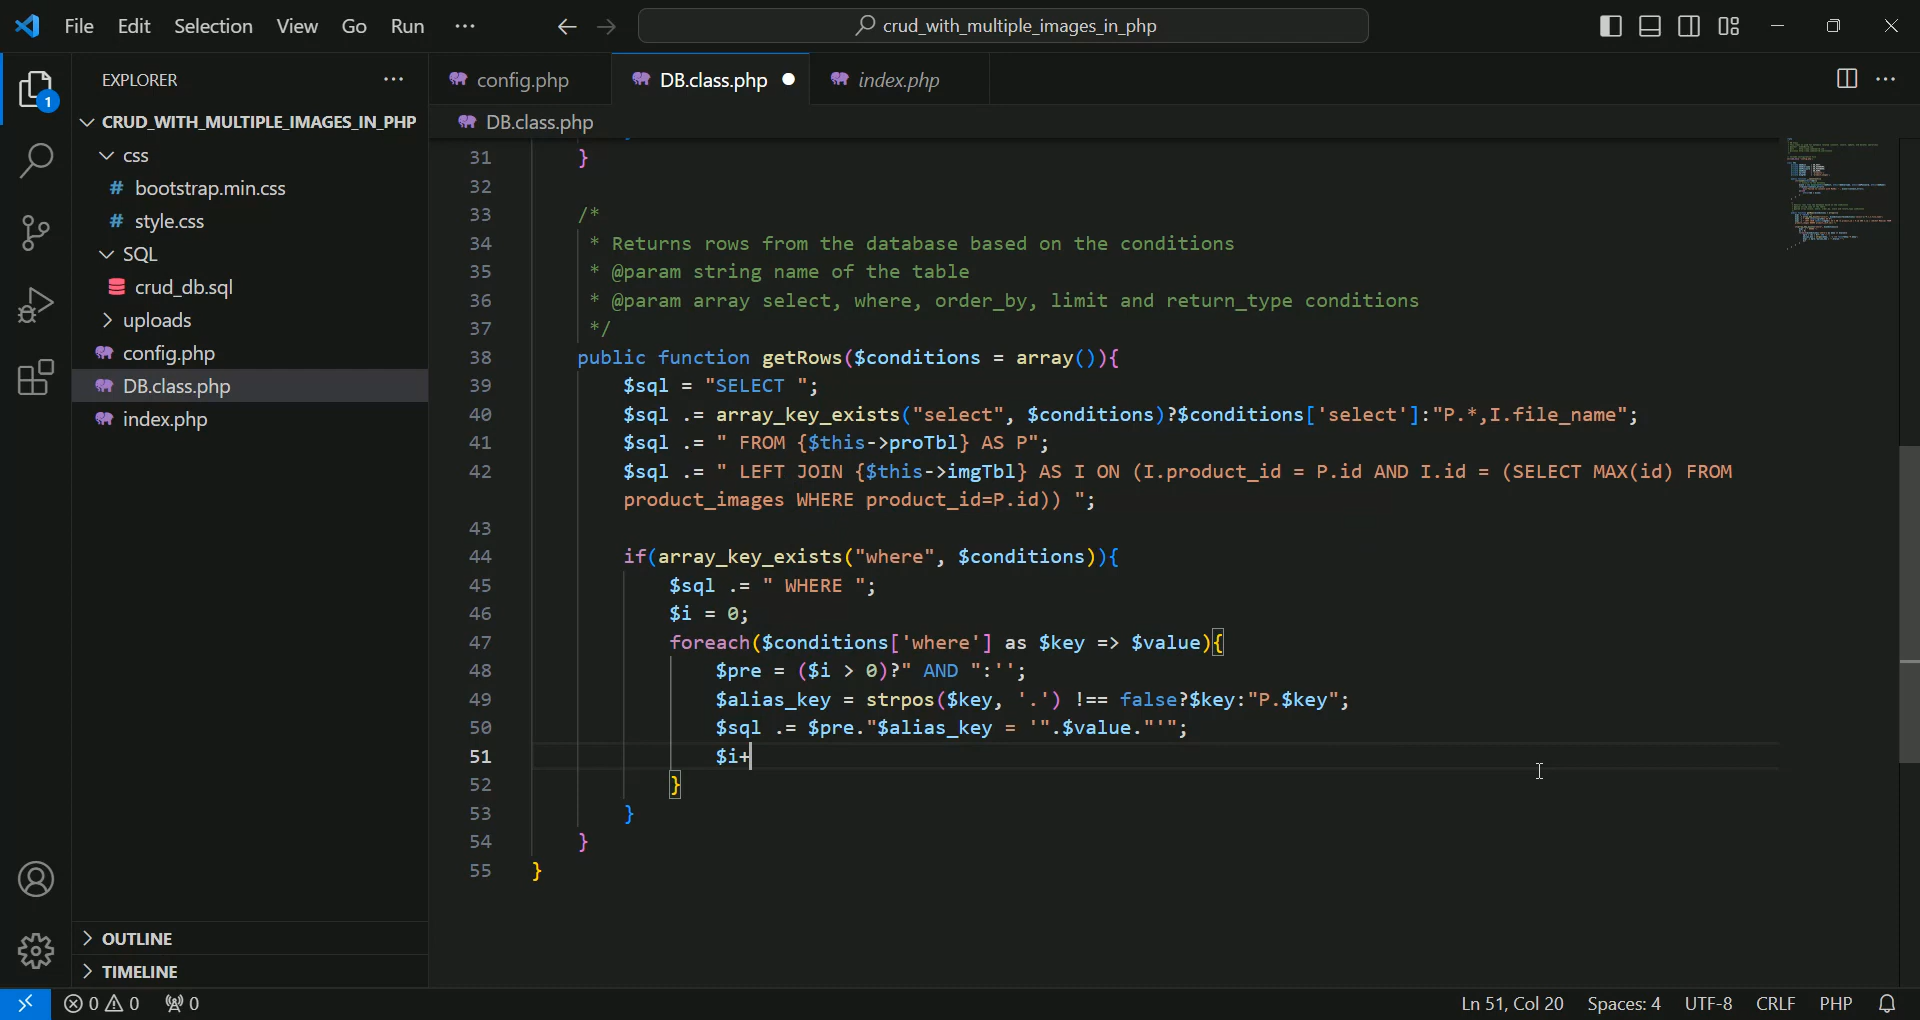 File Edit Selection View Go Run ··· crud_with_multiple_images_in_php
EXPLORER ···
CRUD_WITH_MULTIPLE_IMAGES_IN_PHP
css
# bootstrap.min.css
# style.css
SQL
crud_db.sql
uploads
config.php
DB.class.php
index.php
OUTLINE
TIMELINE
1
config.php DB.class.php index.php ···
DB.class.php
31 }
32
33 /*
34 * Returns rows from the database based on the conditions
35 * @param string name of the table
36 * @param array select, where, order_by, limit and return_type conditions
37 */
38 public function getRows($conditions = array()){
39 $sql = "SELECT ";
40 $sql .= array_key_exists("select", $conditions)?$conditions['select']:"P.*,I.file_name";
41 $sql .= " FROM {$this->proTbl} AS P";
42 $sql .= " LEFT JOIN {$this->imgTbl} AS I ON (I.product_id = P.id AND I.id = (SELECT MAX(id) FROM
product_images WHERE product_id=P.id)) ";
43
44 if(array_key_exists("where", $conditions)){
45 $sql .= " WHERE ";
46 $i = 0;
47 foreach($conditions['where'] as $key => $value){
48 $pre = ($i > 0)?" AND ":'';
49 $alias_key = strpos($key, '.') !== false?$key:"P.$key";
50 $sql .= $pre."$alias_key = '".$value."'";
51 $i+
52 }
53 }
54 }
55 }
0 0 0 Ln 51, Col 20 Spaces: 4 UTF-8 CRLF PHP